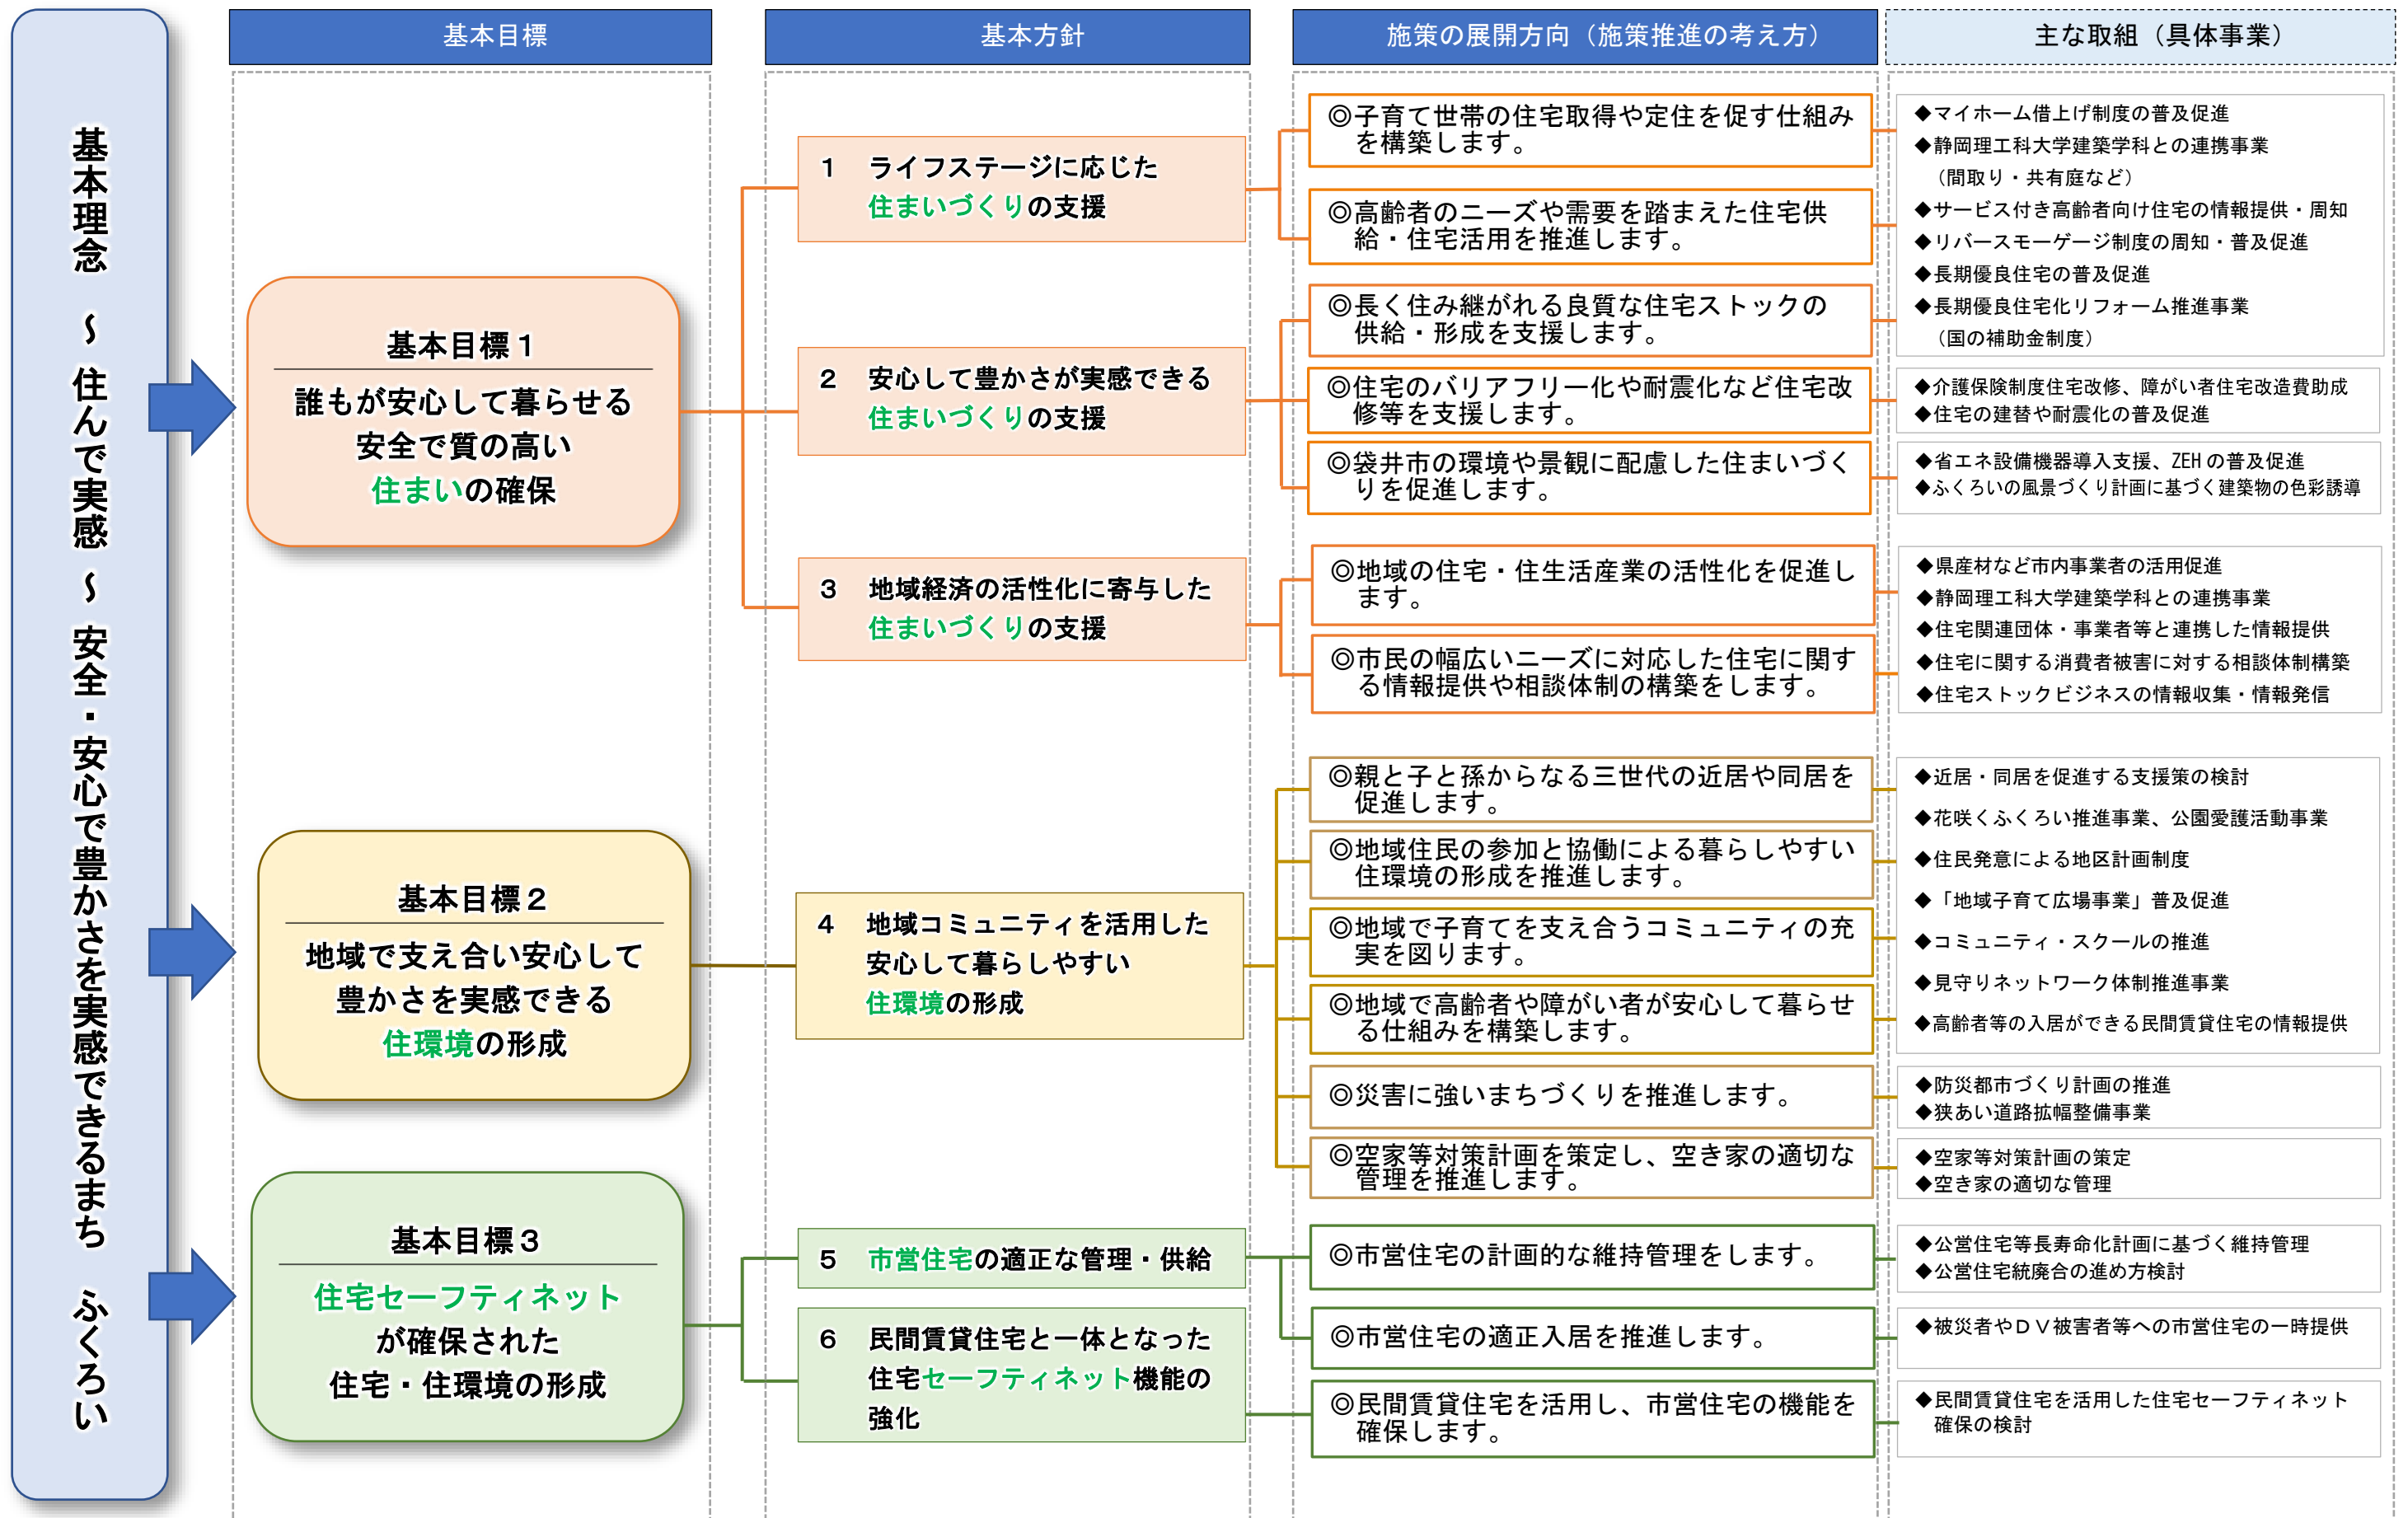 基本理念　～ 住んで実感 ～ 安全・安心で豊かさを実感できるまち　ふくろい
基本目標
基本方針
施策の展開方向（施策推進の考え方）
主な取組（具体事業）
基本目標１
誰もが安心して暮らせる
安全で質の高い
住まいの確保
1　ライフステージに応じた
住まいづくりの支援
2　安心して豊かさが実感できる
住まいづくりの支援
3　地域経済の活性化に寄与した
住まいづくりの支援
◎子育て世帯の住宅取得や定住を促す仕組み
を構築します。
◎高齢者のニーズや需要を踏まえた住宅供
給・住宅活用を推進します。
◎長く住み継がれる良質な住宅ストックの
供給・形成を支援します。
◎住宅のバリアフリー化や耐震化など住宅改
修等を支援します。
◎袋井市の環境や景観に配慮した住まいづく
りを促進します。
◎地域の住宅・住生活産業の活性化を促進し
ます。
◎市民の幅広いニーズに対応した住宅に関す
る情報提供や相談体制の構築をします。
◆マイホーム借上げ制度の普及促進
◆静岡理工科大学建築学科との連携事業
（間取り・共有庭など）
◆サービス付き高齢者向け住宅の情報提供・周知
◆リバースモーゲージ制度の周知・普及促進
◆長期優良住宅の普及促進
◆長期優良住宅化リフォーム推進事業
（国の補助金制度）
◆介護保険制度住宅改修、障がい者住宅改造費助成
◆住宅の建替や耐震化の普及促進
◆省エネ設備機器導入支援、ZEHの普及促進
◆ふくろいの風景づくり計画に基づく建築物の色彩誘導
◆県産材など市内事業者の活用促進
◆静岡理工科大学建築学科との連携事業
◆住宅関連団体・事業者等と連携した情報提供
◆住宅に関する消費者被害に対する相談体制構築
◆住宅ストックビジネスの情報収集・情報発信
基本目標２
地域で支え合い安心して
豊かさを実感できる
住環境の形成
4　地域コミュニティを活用した
安心して暮らしやすい
住環境の形成
◎親と子と孫からなる三世代の近居や同居を
促進します。
◎地域住民の参加と協働による暮らしやすい
住環境の形成を推進します。
◎地域で子育てを支え合うコミュニティの充
実を図ります。
◎地域で高齢者や障がい者が安心して暮らせ
る仕組みを構築します。
◎災害に強いまちづくりを推進します。
◎空家等対策計画を策定し、空き家の適切な
管理を推進します。
◆近居・同居を促進する支援策の検討
◆花咲くふくろい推進事業、公園愛護活動事業
◆住民発意による地区計画制度
◆「地域子育て広場事業」普及促進
◆コミュニティ・スクールの推進
◆見守りネットワーク体制推進事業
◆高齢者等の入居ができる民間賃貸住宅の情報提供
◆防災都市づくり計画の推進
◆狭あい道路拡幅整備事業
◆空家等対策計画の策定
◆空き家の適切な管理
基本目標３
住宅セーフティネット
が確保された
住宅・住環境の形成
5　市営住宅の適正な管理・供給
6　民間賃貸住宅と一体となった
住宅セーフティネット機能の
強化
◎市営住宅の計画的な維持管理をします。
◎市営住宅の適正入居を推進します。
◎民間賃貸住宅を活用し、市営住宅の機能を
確保します。
◆公営住宅等長寿命化計画に基づく維持管理
◆公営住宅統廃合の進め方検討
◆被災者やＤＶ被害者等への市営住宅の一時提供
◆民間賃貸住宅を活用した住宅セーフティネット
確保の検討